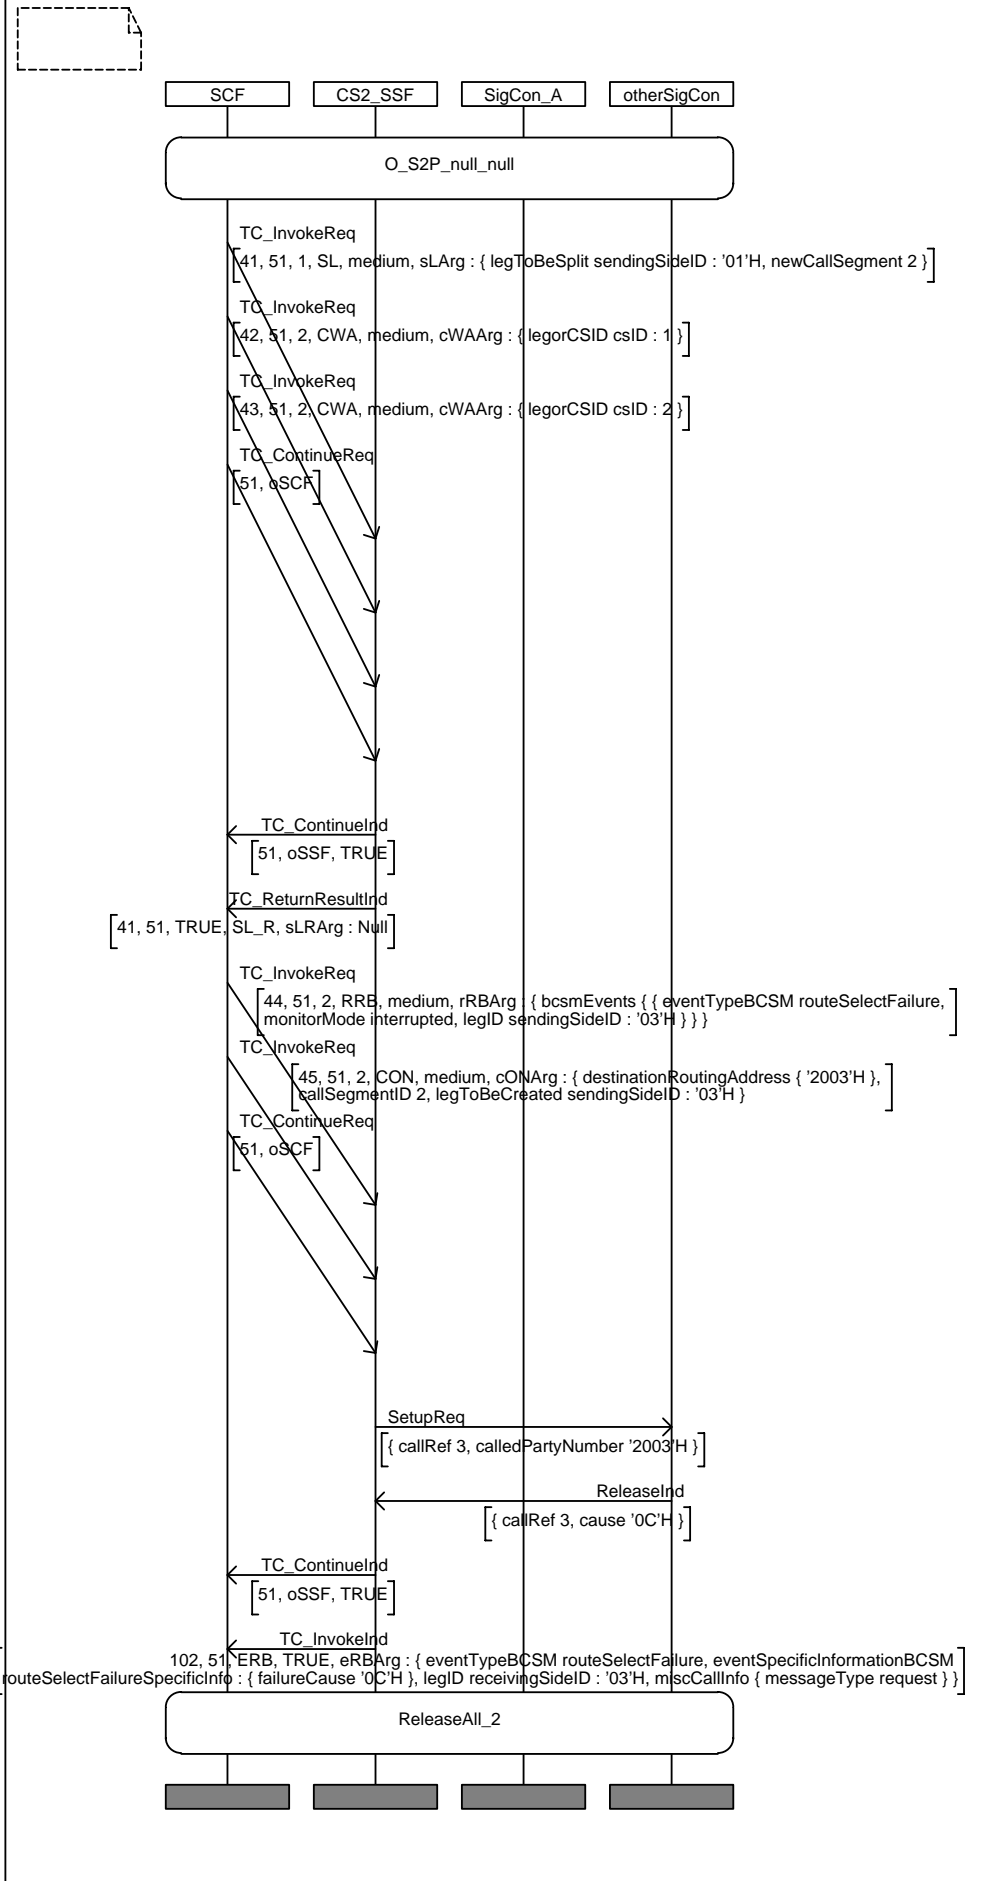 SCF CS2_SSF SigCon_A otherSigCon
O_S2P_null_null
TC_InvokeReq
41, 51, 1, SL, medium, sLArg : { legToBeSplit sendingSideID : '01'H, newCallSegment 2 }
TC_InvokeReq
42, 51, 2, CWA, medium, cWAArg : { legorCSID csID : 1 }
TC_InvokeReq
43, 51, 2, CWA, medium, cWAArg : { legorCSID csID : 2 }
TC_ContinueReq
51, oSCF
TC_ContinueInd
51, oSSF, TRUE
TC_ReturnResultInd
41, 51, TRUE, SL_R, sLRArg : Null
TC_InvokeReq
44, 51, 2, RRB, medium, rRBArg : { bcsmEvents { { eventTypeBCSM routeSelectFailure,
monitorMode interrupted, legID sendingSideID : '03'H } } }
TC_InvokeReq
45, 51, 2, CON, medium, cONArg : { destinationRoutingAddress { '2003'H },
callSegmentID 2, legToBeCreated sendingSideID : '03'H }
TC_ContinueReq
51, oSCF
SetupReq
{ callRef 3, calledPartyNumber '2003'H }
ReleaseInd
{ callRef 3, cause '0C'H }
TC_ContinueInd
51, oSSF, TRUE
TC_InvokeInd
102, 51, ERB, TRUE, eRBArg : { eventTypeBCSM routeSelectFailure, eventSpecificInformationBCSM
routeSelectFailureSpecificInfo : { failureCause '0C'H }, legID receivingSideID : '03'H, miscCallInfo { messageType request } }
ReleaseAll_2